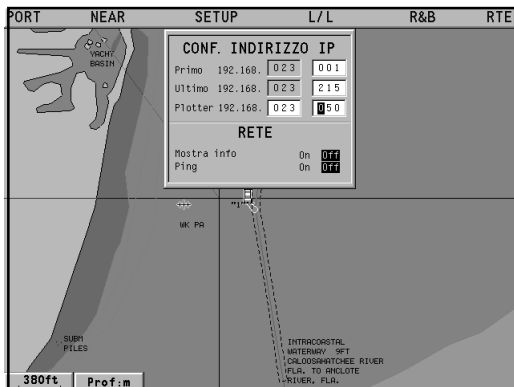 PORT NEAR SETUP L/L R&B RTE
CONF. INDIRIZZO IP
Primo 192.168. 023 001
Ultimo 192.168. 023 215
Plotter 192.168. 023 050
RETE
Mostra info On Off
Ping On Off
YACHT
BASIN
"1"
WK PA
SUBM
PILES
INTRACOASTAL
WATERWAY 9FT
CALOOSAHATCHEE RIVER
FLA. TO ANCLOTE
RIVER, FLA.
380ft Prof:m